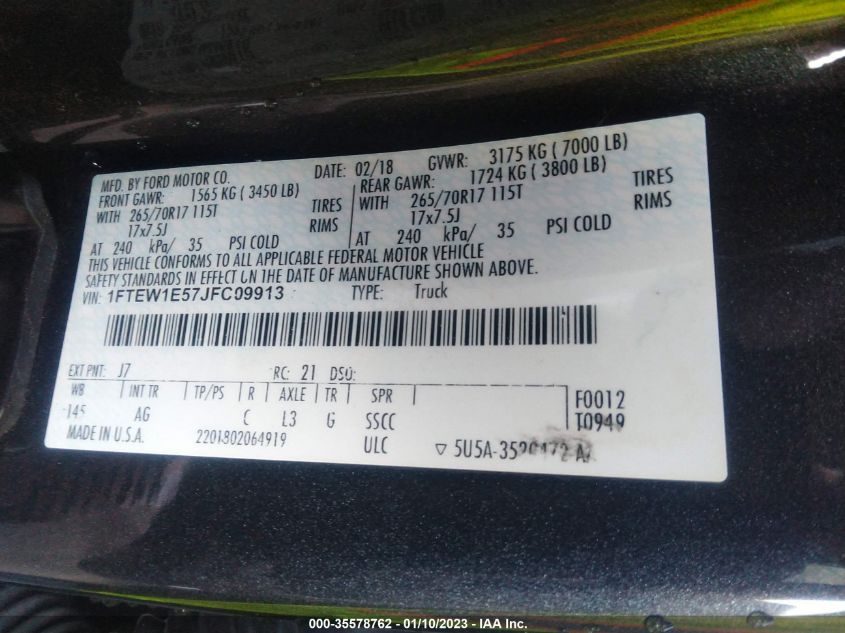 MFD. BY FORD MOTOR CO. DATE: 02/18 GVWR: 3175 KG ( 7000 LB)
FRONT GAWR: 1565 KG ( 3450 LB) REAR GAWR: 1724 KG ( 3800 LB)
WITH 265/70R17 115T TIRES WITH 265/70R17 115T TIRES
17x7.5J RIMS 17x7.5J RIMS
AT 240 kPa/ 35 PSI COLD AT 240 kPa/ 35 PSI COLD
THIS VEHICLE CONFORMS TO ALL APPLICABLE FEDERAL MOTOR VEHICLE
SAFETY STANDARDS IN EFFECT ON THE DATE OF MANUFACTURE SHOWN ABOVE.
VIN: 1FTEW1E57JFC09913 TYPE: Truck
EXT PNT: J7 RC: 21 DSO:
WB INT TR TP/PS R AXLE TR SPR F0012
145 AG C L3 G SSCC T0949
MADE IN U.S.A. 2201802064919 ULC ▽ 5U5A-
000-35578762 - 01/10/2023 - IAA Inc.